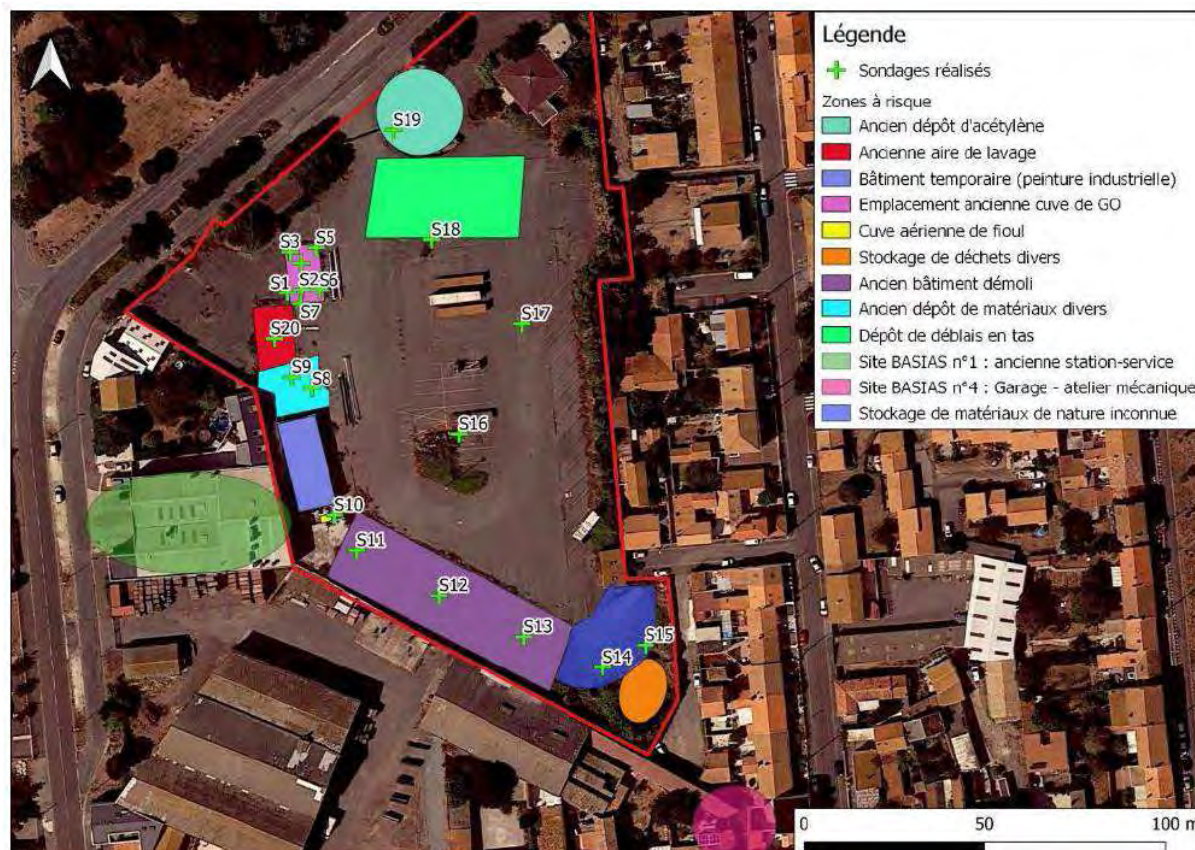 Légende
Sondages réalisés
Zones à risque
Ancien dépôt d'acétylène
Ancienne aire de lavage
Bâtiment temporaire (peinture industrielle)
Emplacement ancienne cuve de GO
Cuve aérienne de fioul
Stockage de déchets divers
Ancien bâtiment démoli
Ancien dépôt de matériaux divers
Dépôt de déblais en tas
Site BASIAS n°1 : ancienne station-service
Site BASIAS n°4 : Garage - atelier mécanique
Stockage de matériaux de nature inconnue
S19
S18
S3
S5
S1
S2
S6
S7
S17
S20
S9
S8
S16
S10
S11
S12
S13
S15
S14
0 50 100 m